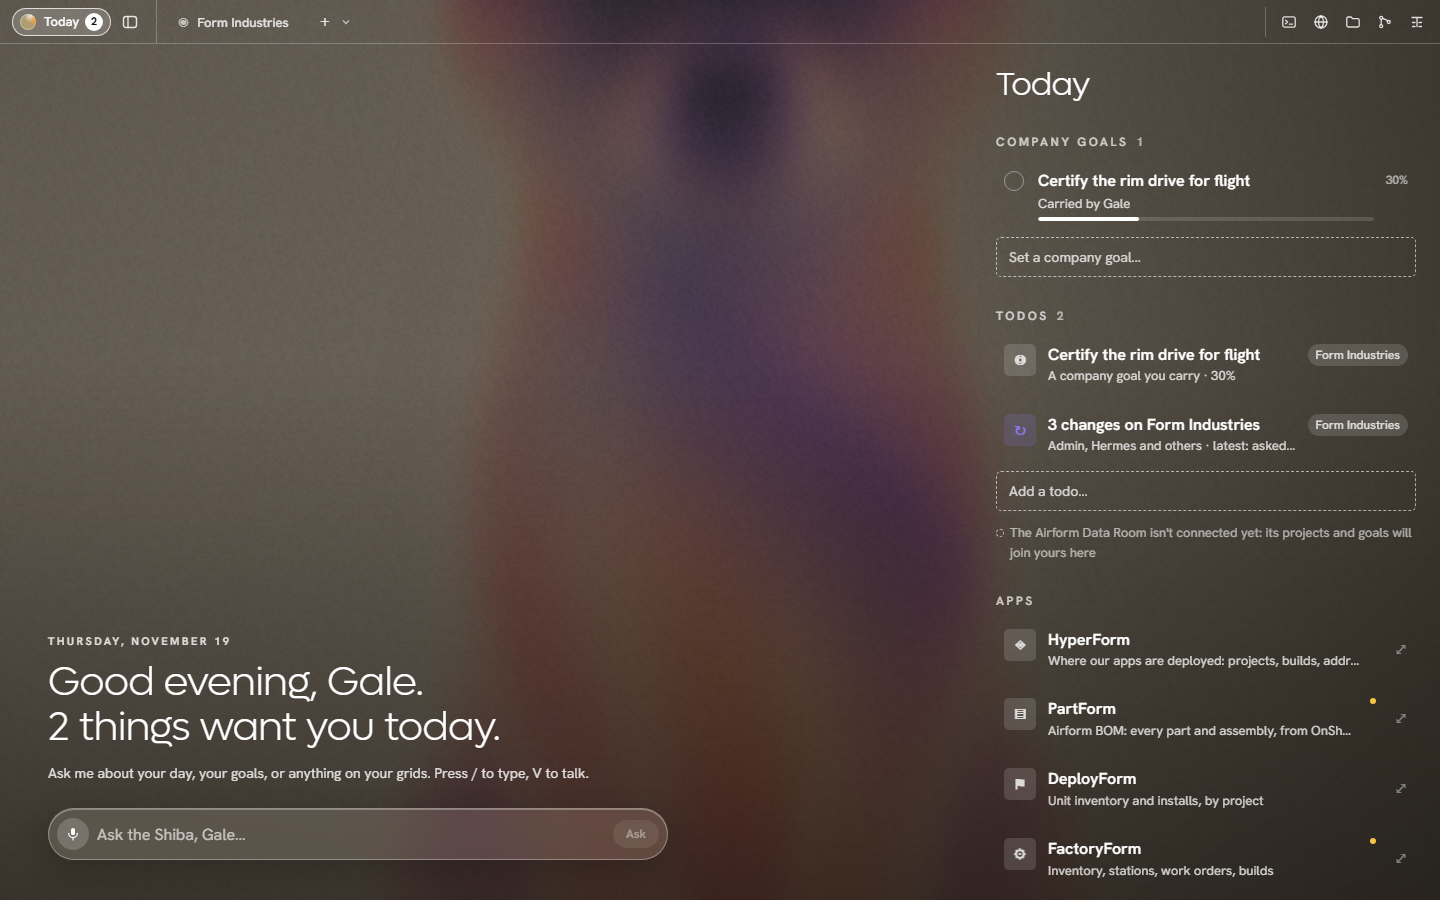 Today 2
Form Industries
Today
COMPANY GOALS 1
Certify the rim drive for flight
30%
Carried by Gale
Set a company goal...
TODOS 2
Certify the rim drive for flight
Form Industries
A company goal you carry · 30%
3 changes on Form Industries
Form Industries
Admin, Hermes and others · latest: asked...
Add a todo...
The Airform Data Room isn't connected yet: its projects and goals will
join yours here
APPS
HyperForm
Where our apps are deployed: projects, builds, addr...
PartForm
Airform BOM: every part and assembly, from OnSh...
DeployForm
Unit inventory and installs, by project
FactoryForm
Inventory, stations, work orders, builds
THURSDAY, NOVEMBER 19
Good evening, Gale.
2 things want you today.
Ask me about your day, your goals, or anything on your grids. Press / to type, V to talk.
Ask the Shiba, Gale...
Ask